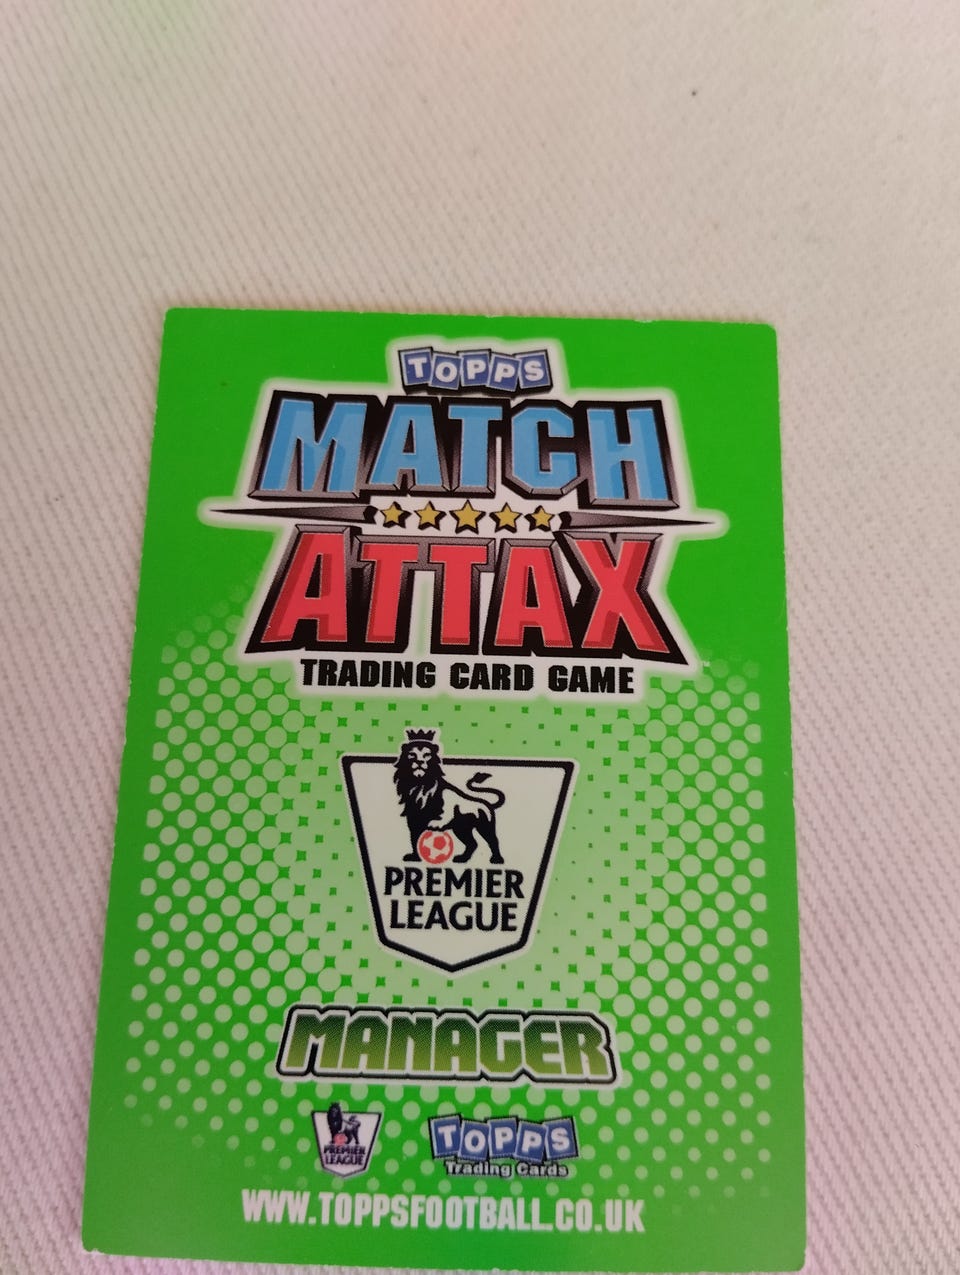 TOPPS
MATCH
ATTAX
TRADING CARD GAME
PREMIER
LEAGUE
MANAGER
PREMIER
LEAGUE
TOPPS
Trading Cards
WWW.TOPPSFOOTBALL.CO.UK